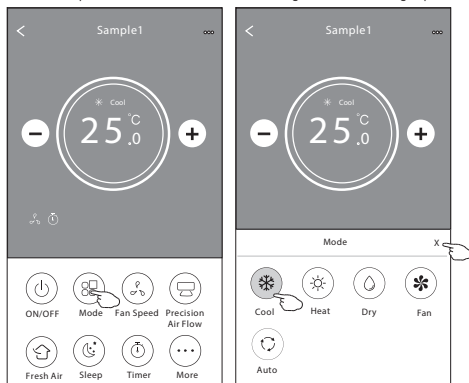 Sample1
Cool
25.0 °C
ON/OFF
Mode
Fan Speed
Precision
Air Flow
Fresh Air
Sleep
Timer
More
Sample1
Cool
25.0 °C
Mode
X
Cool
Heat
Dry
Fan
Auto